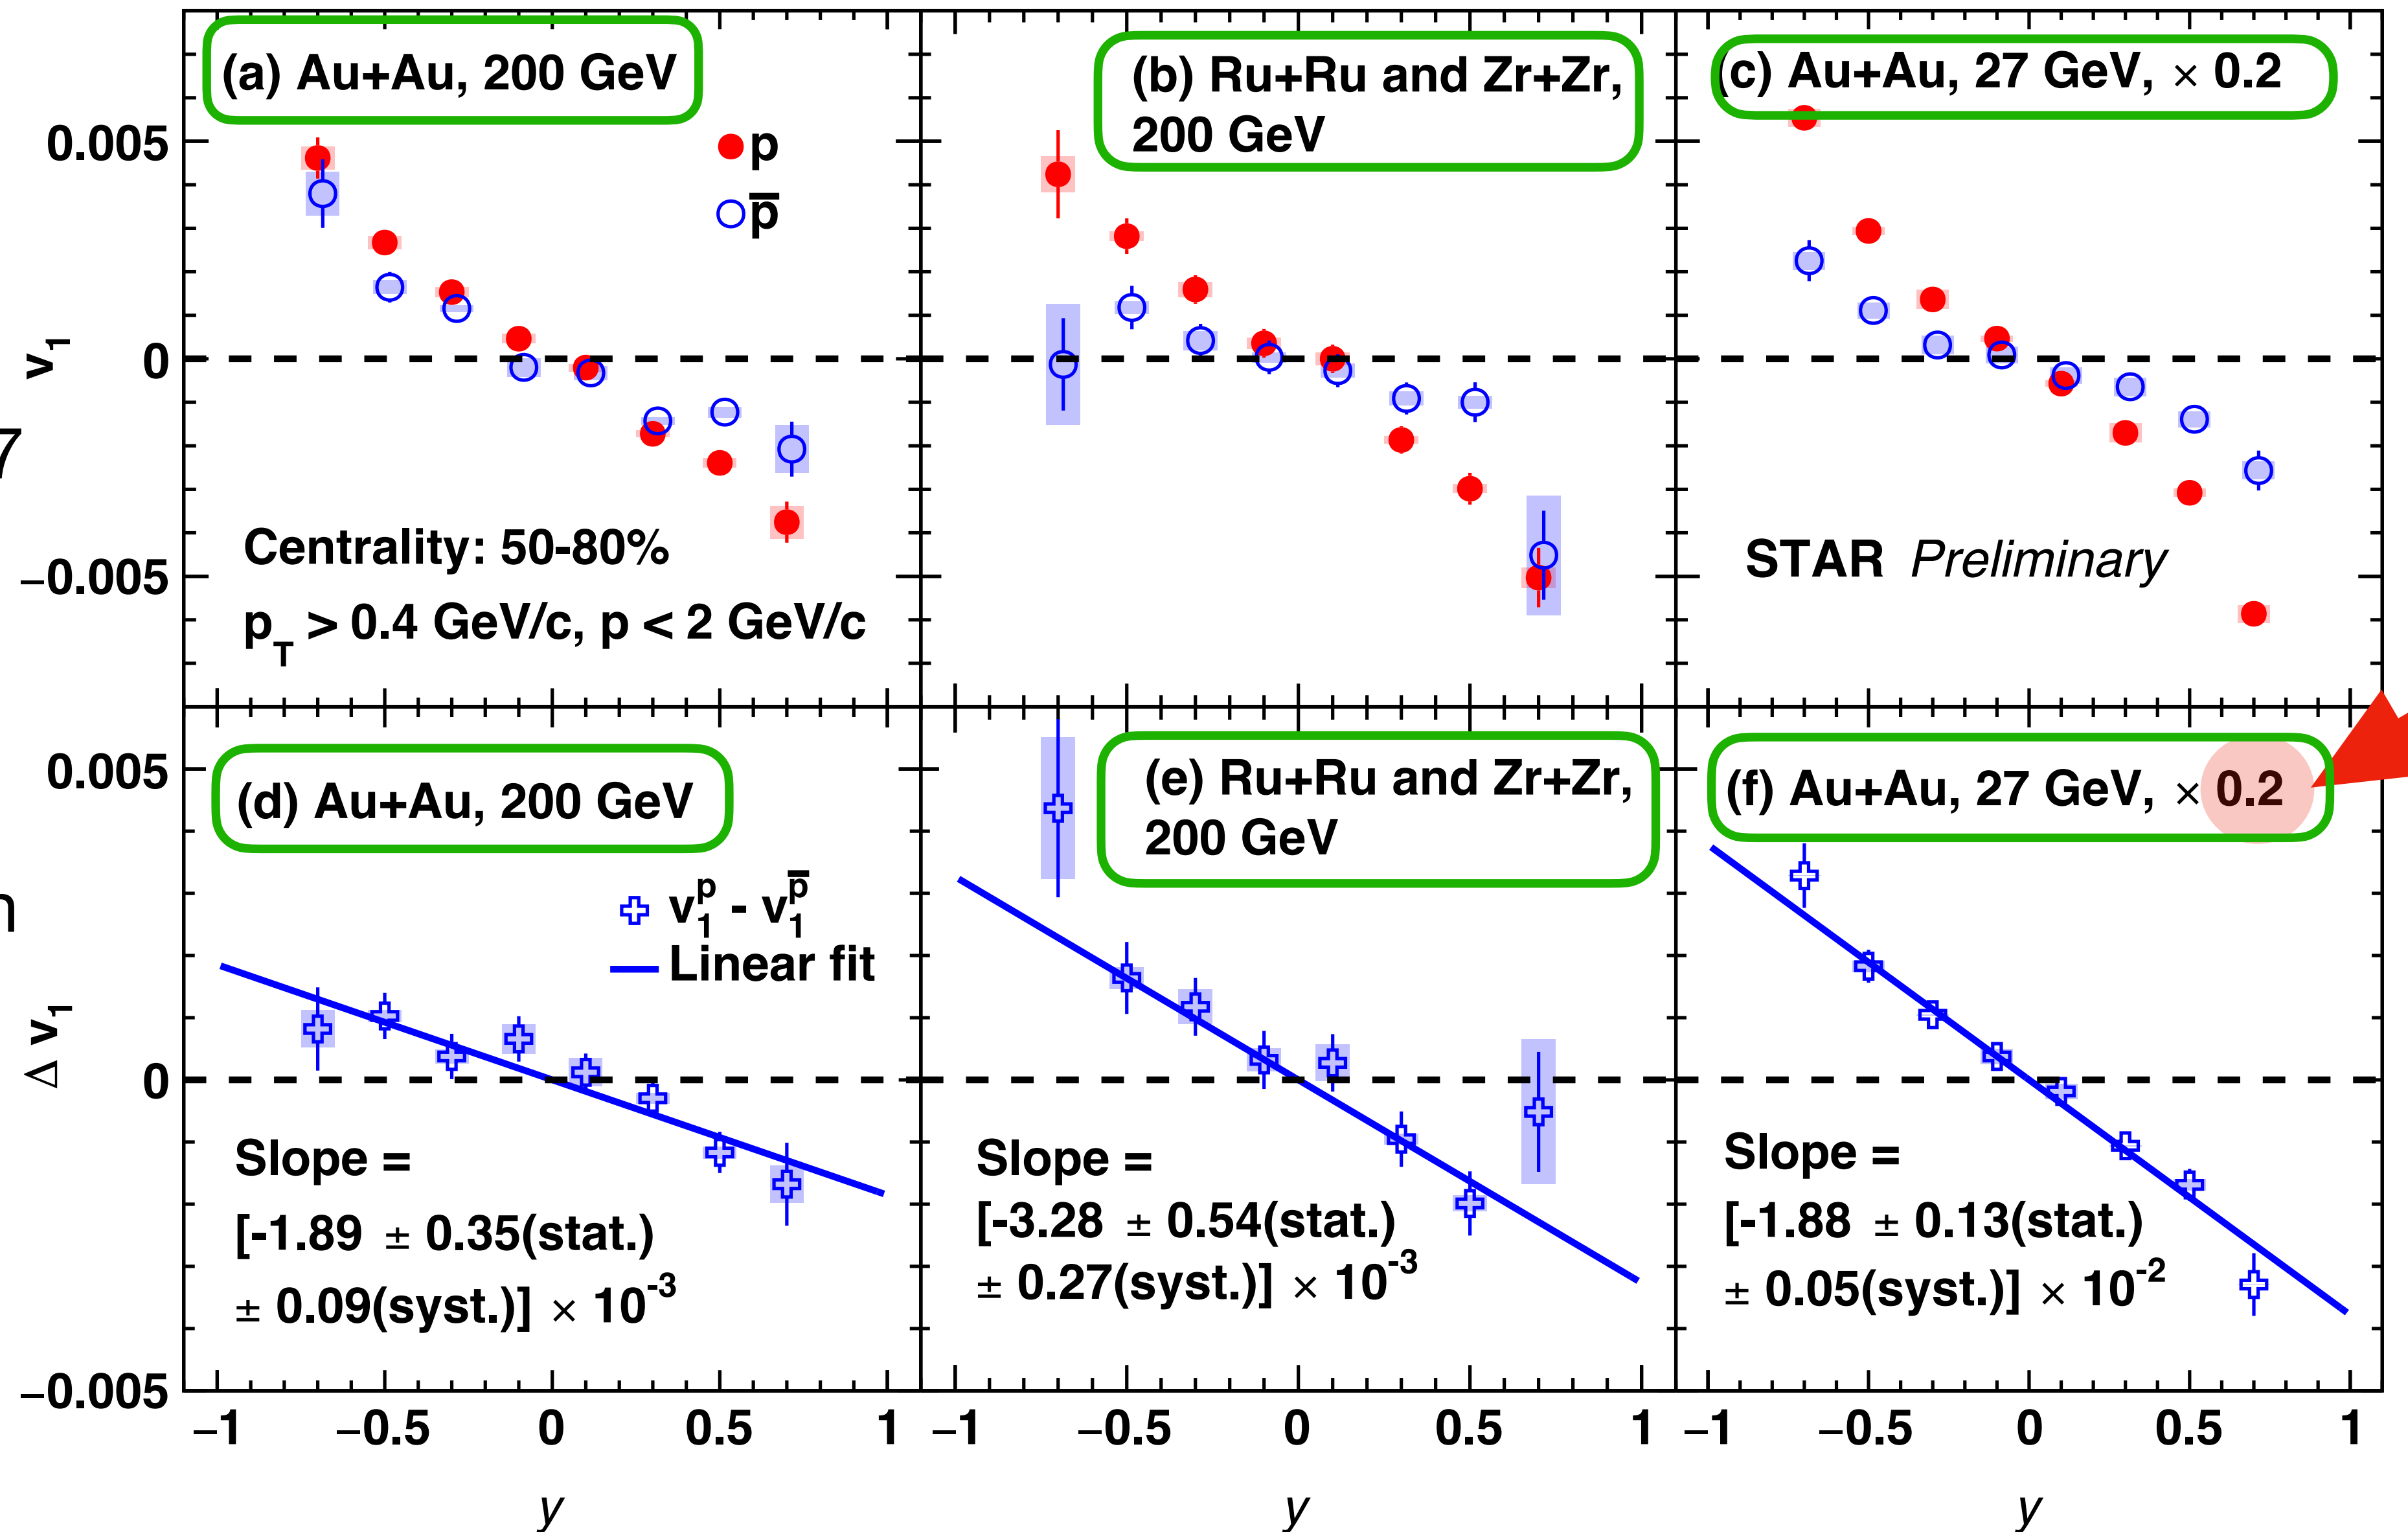 (a) Au+Au, 200 GeV
p
p̅
Centrality: 50-80%
p_T > 0.4 GeV/c, p < 2 GeV/c
0.005
0
−0.005
v₁
7
(b) Ru+Ru and Zr+Zr,
200 GeV
(c) Au+Au, 27 GeV, × 0.2
STAR Preliminary
(d) Au+Au, 200 GeV
v₁^p - v₁^p̅
Linear fit
Slope =
[-1.89 ± 0.35(stat.)
± 0.09(syst.)] × 10⁻³
0.005
0
−0.005
Δ v₁
n
(e) Ru+Ru and Zr+Zr,
200 GeV
Slope =
[-3.28 ± 0.54(stat.)
± 0.27(syst.)] × 10⁻³
(f) Au+Au, 27 GeV, × 0.2
Slope =
[-1.88 ± 0.13(stat.)
± 0.05(syst.)] × 10⁻²
−1 −0.5 0 0.5 1
−1 −0.5 0 0.5 1
−1 −0.5 0 0.5 1
y
y
y